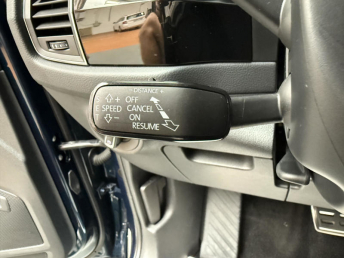 - DISTANCE +
+ OFF
SPEED CANCEL
- ON
RESUME